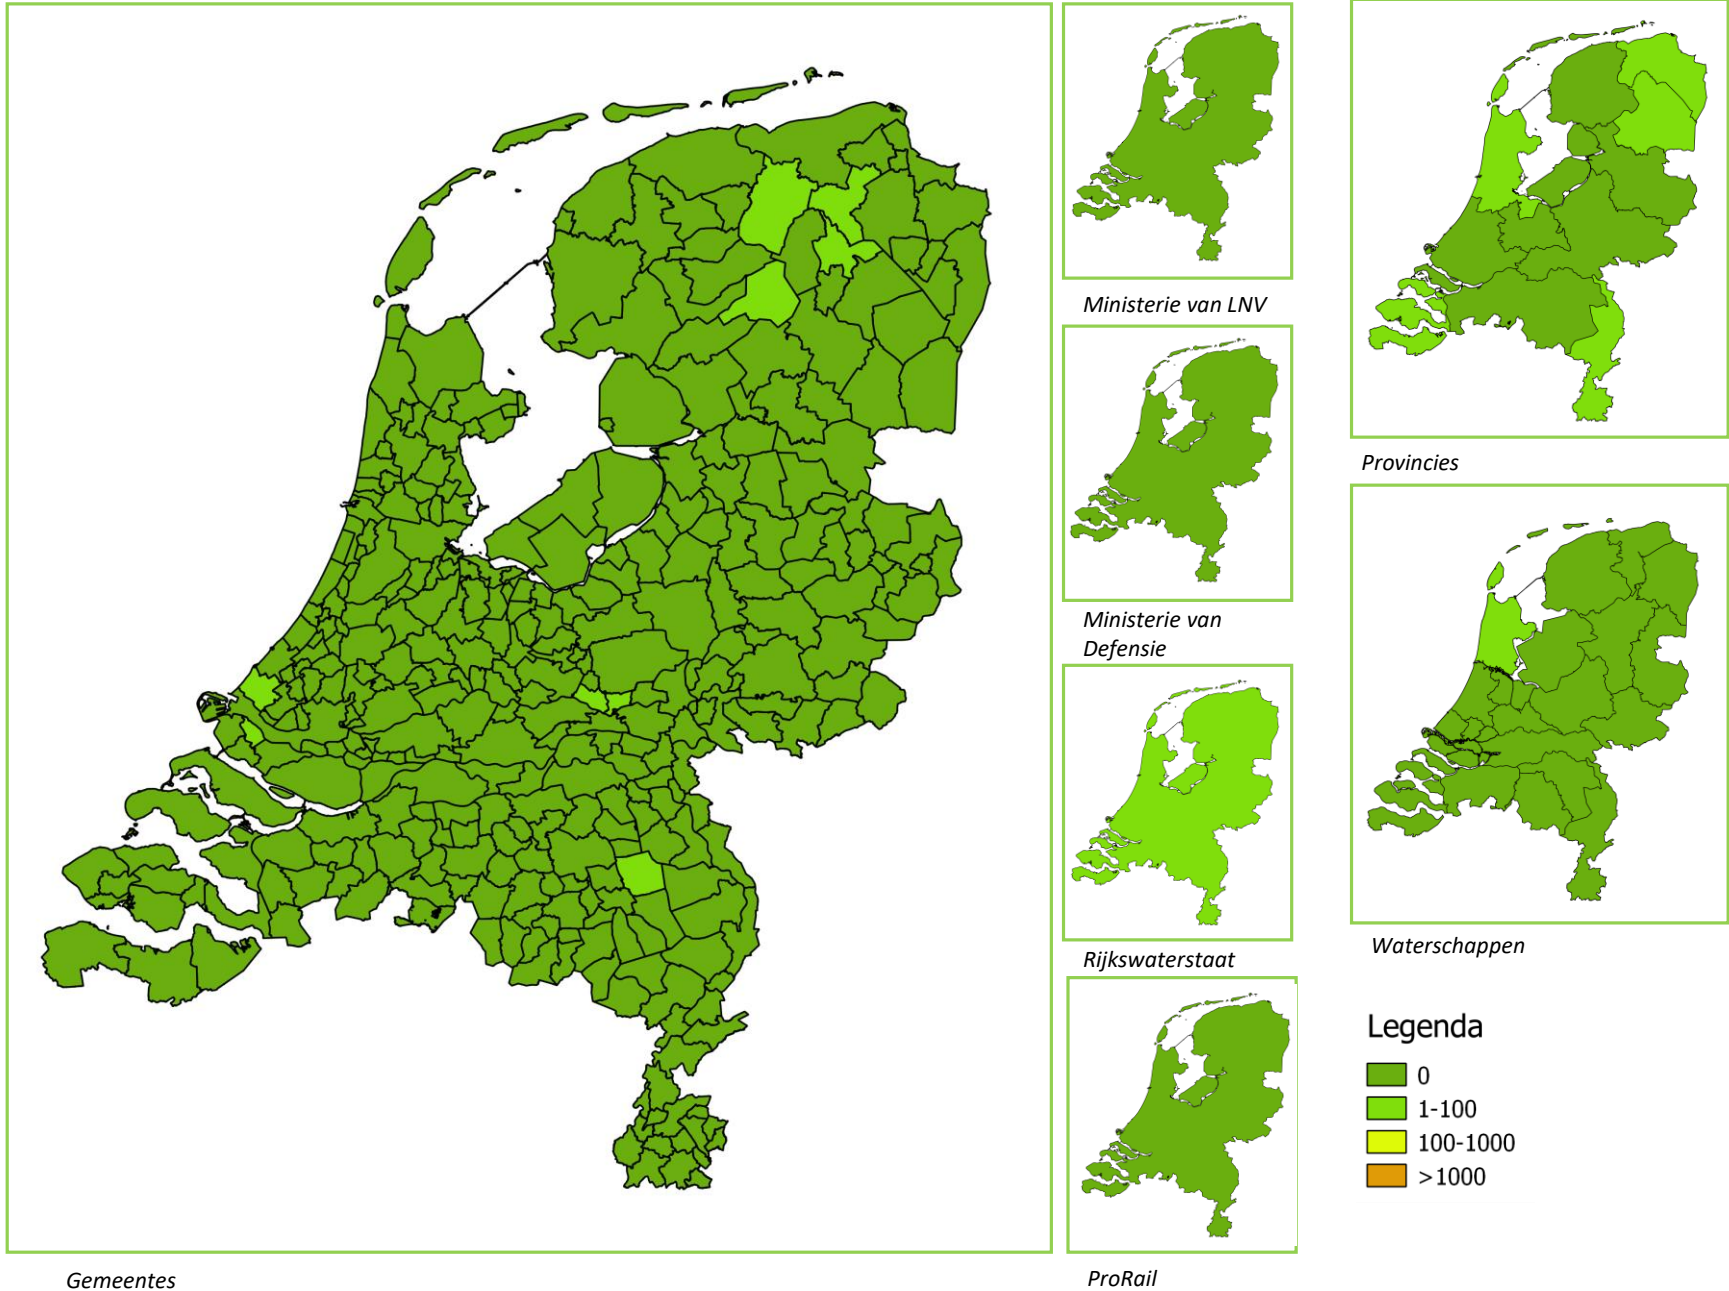 Ministerie van LNV
Provincies
Ministerie van
Defensie
Rijkswaterstaat
Waterschappen
Legenda
0
1-100
100-1000
>1000
Gemeentes
ProRail